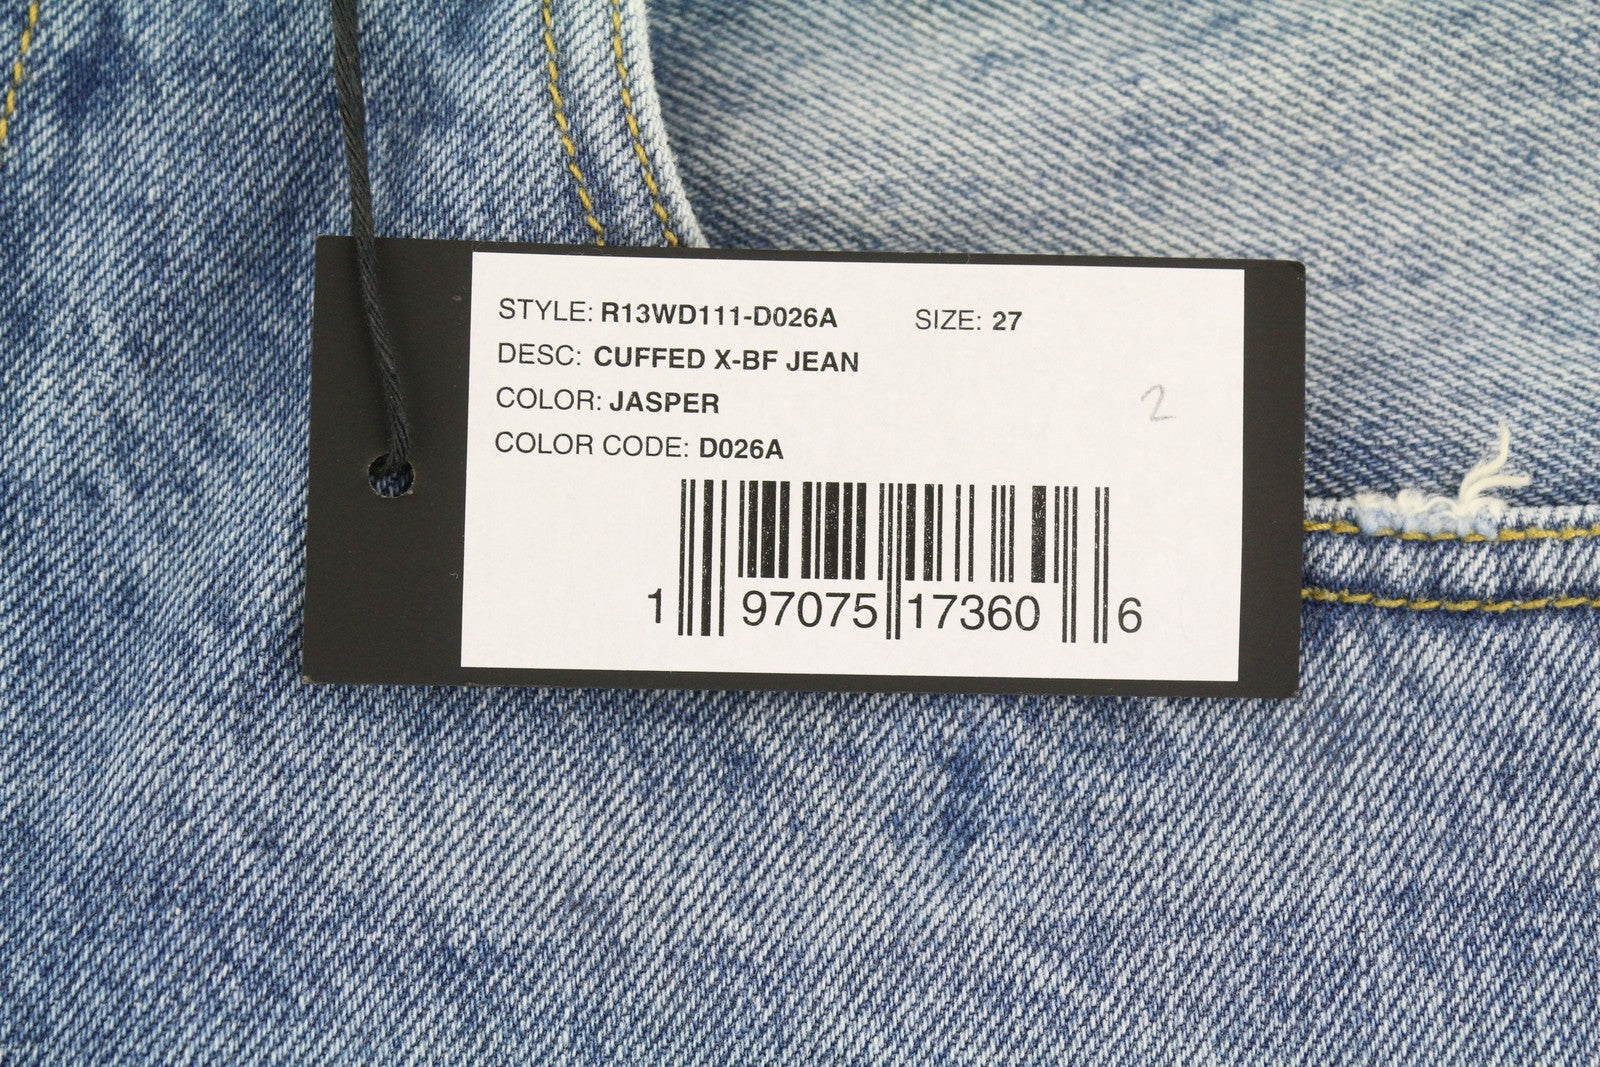 STYLE: R13WD111-D026A SIZE: 27
DESC: CUFFED X-BF JEAN
COLOR: JASPER
2
COLOR CODE: D026A
1 97075 17360 6